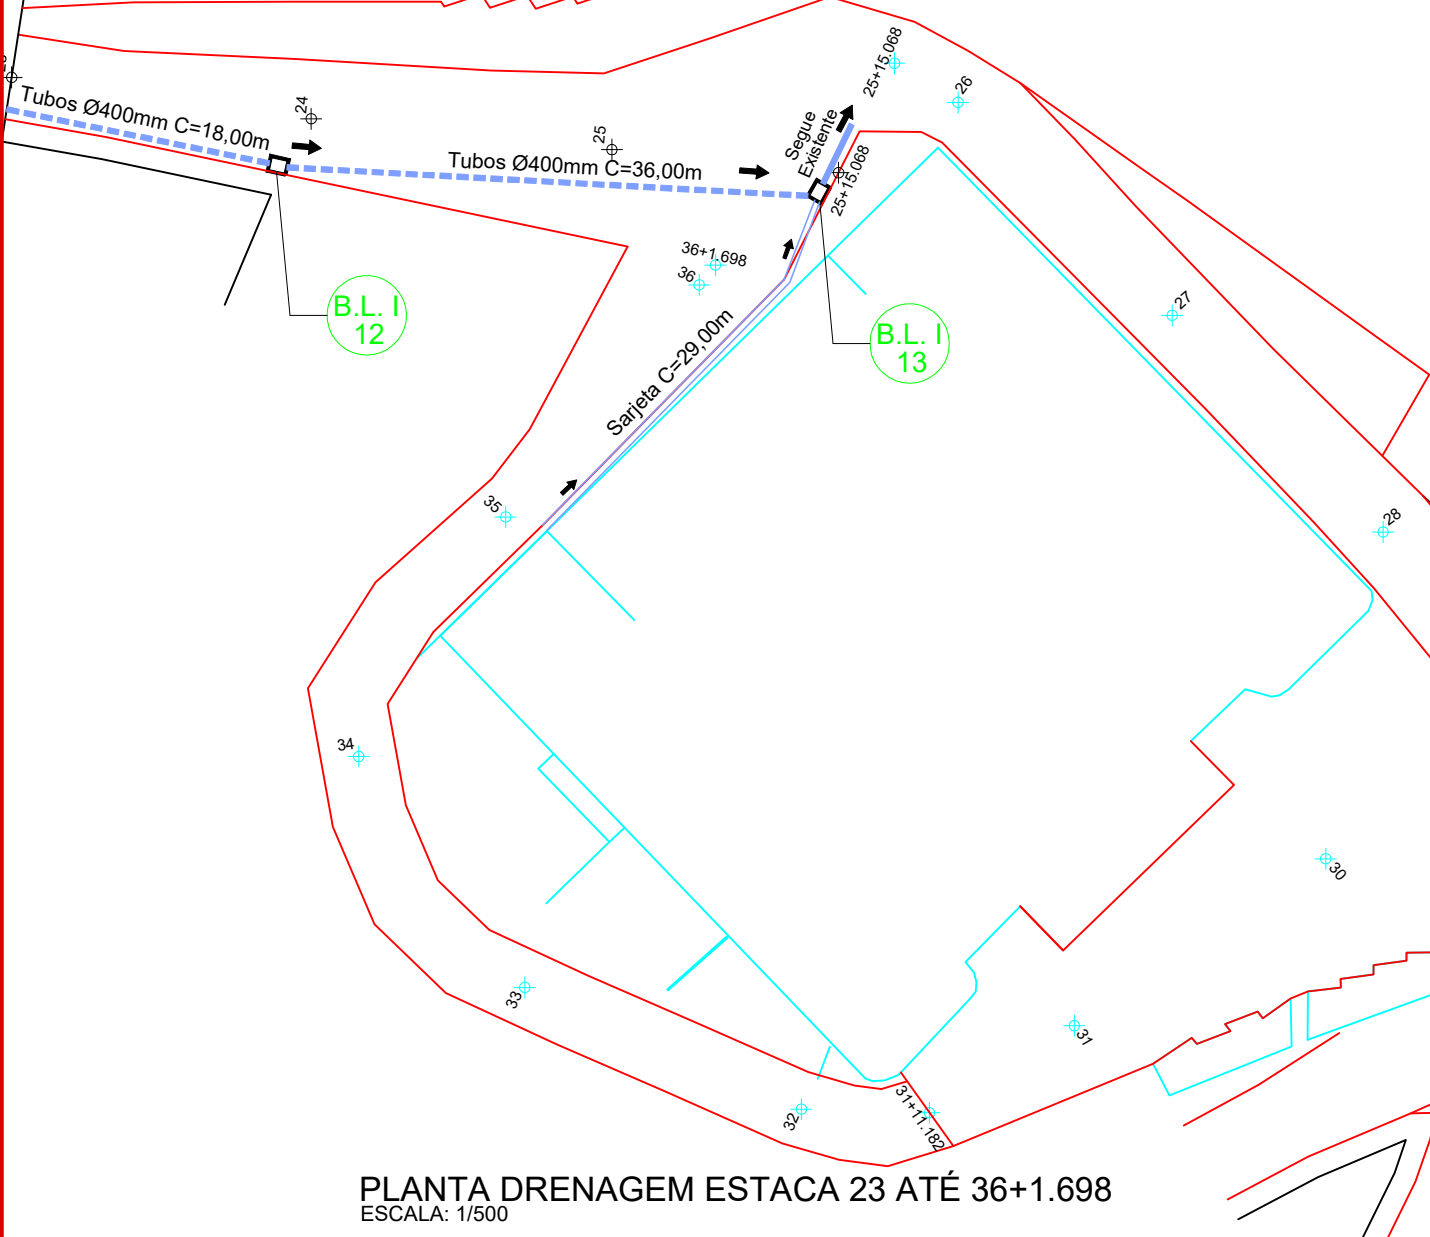 25+15.068
26
24
Tubos Ø400mm C=18,00m
25
Segue
Existente
Tubos Ø400mm C=36,00m
25+15.068
36+1.698
36
27
B.L. I
12
B.L. I
13
Sarjeta C=29,00m
35
28
34
30
33
31
32
31+11.182
PLANTA DRENAGEM ESTACA 23 ATÉ 36+1.698
ESCALA: 1/500